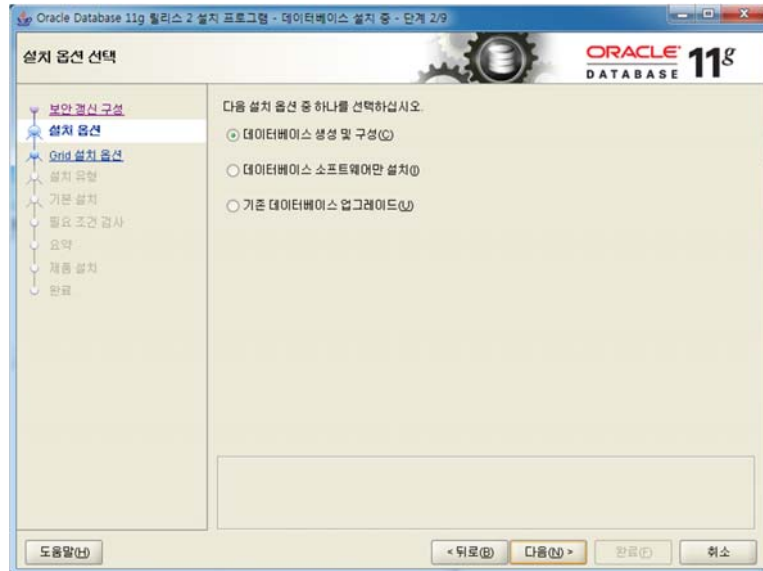 Oracle Database 11g 릴리스 2 설치 프로그램 - 데이터베이스 설치 중 - 단계 2/9
설치 옵션 선택
ORACLE 11g
DATABASE
보안 갱신 구성
설치 옵션
Grid 설치 옵션
설치 유형
기본 설치
필요 조건 검사
요약
제품 설치
완료
다음 설치 옵션 중 하나를 선택하십시오.
데이터베이스 생성 및 구성(C)
데이터베이스 소프트웨어만 설치(I)
기존 데이터베이스 업그레이드(U)
도움말(H)
< 뒤로(B)
다음(N) >
완료(F)
취소